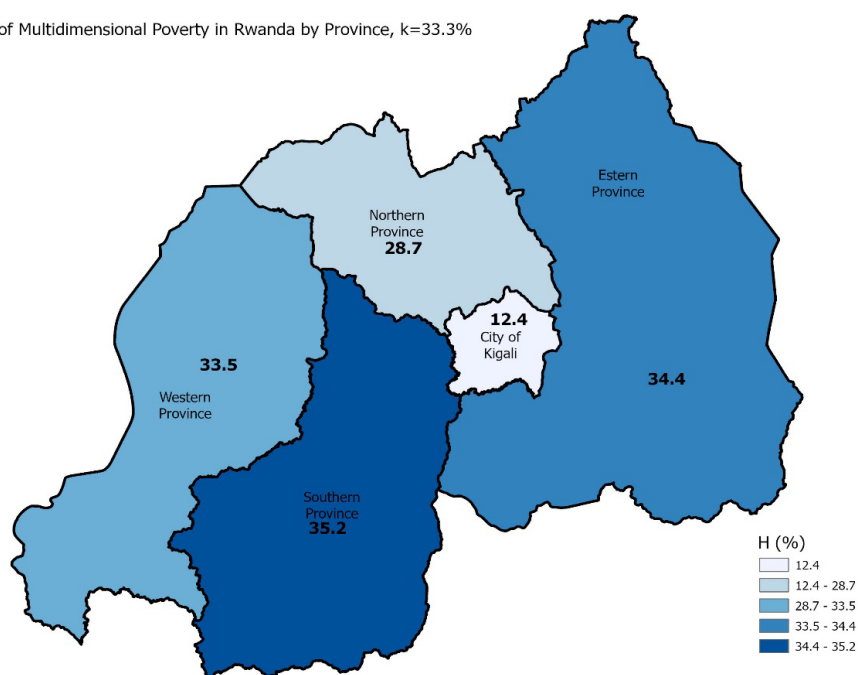 of Multidimensional Poverty in Rwanda by Province, k=33.3%
Estern
Province
Northern
Province
28.7
12.4
City of
Kigali
33.5
Western
Province
34.4
Southern
Province
35.2
H (%)
12.4
12.4 - 28.7
28.7 - 33.5
33.5 - 34.4
34.4 - 35.2